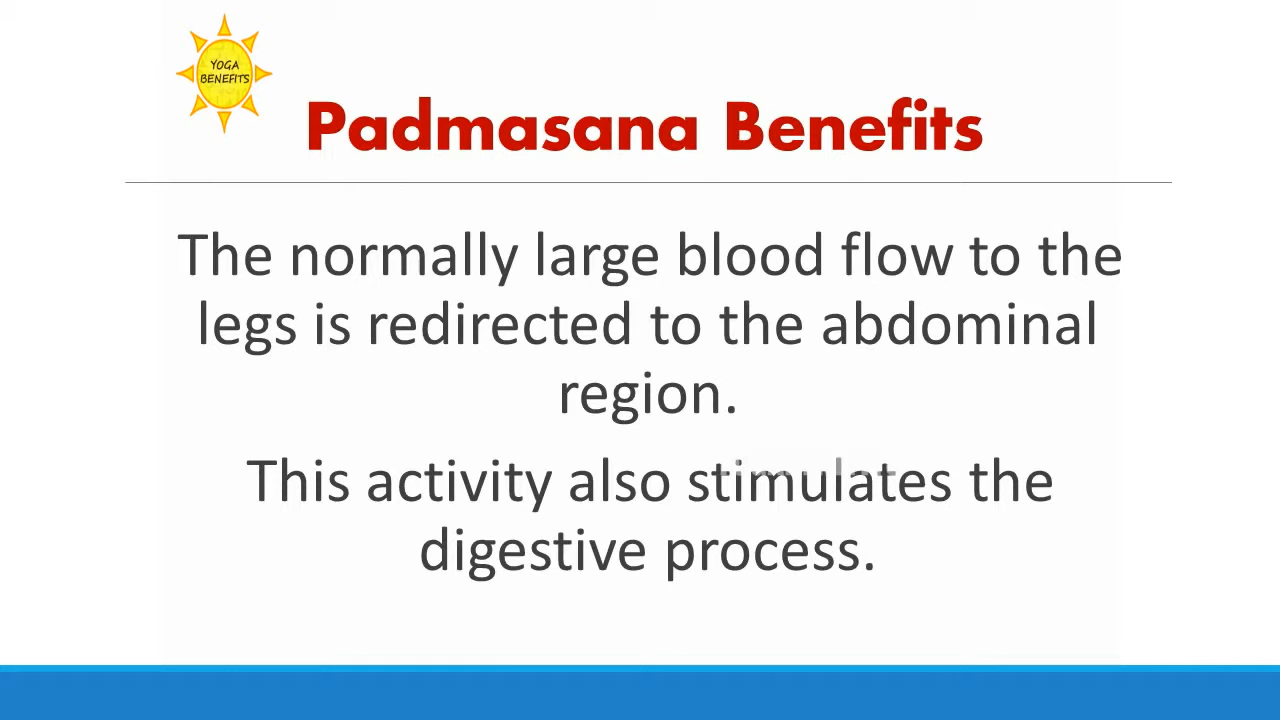 YOGA
BENEFITS
Padmasana Benefits
The normally large blood flow to the
legs is redirected to the abdominal
region.
This activity also stimulates the
digestive process.